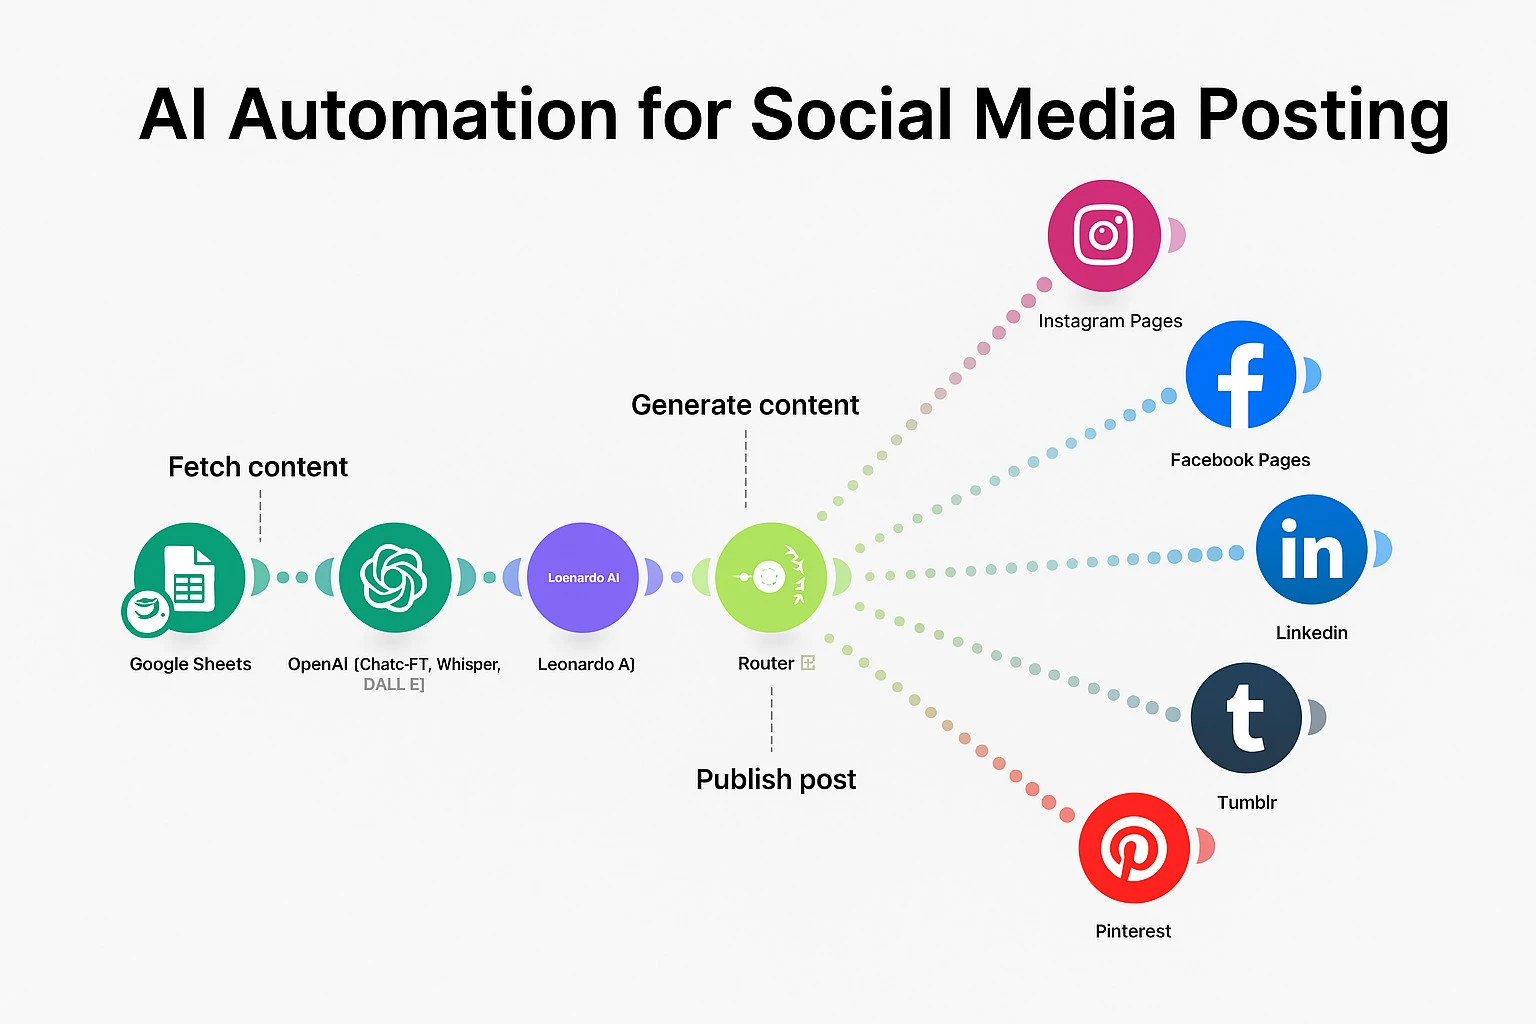 AI Automation for Social Media Posting
Instagram Pages
Facebook Pages
Generate content
Fetch content
Loenardo AI
Google Sheets
OpenAI [Chatc-FT, Whisper,
DALL E]
Leonardo A]
Router
Linkedin
Publish post
Tumblr
Pinterest